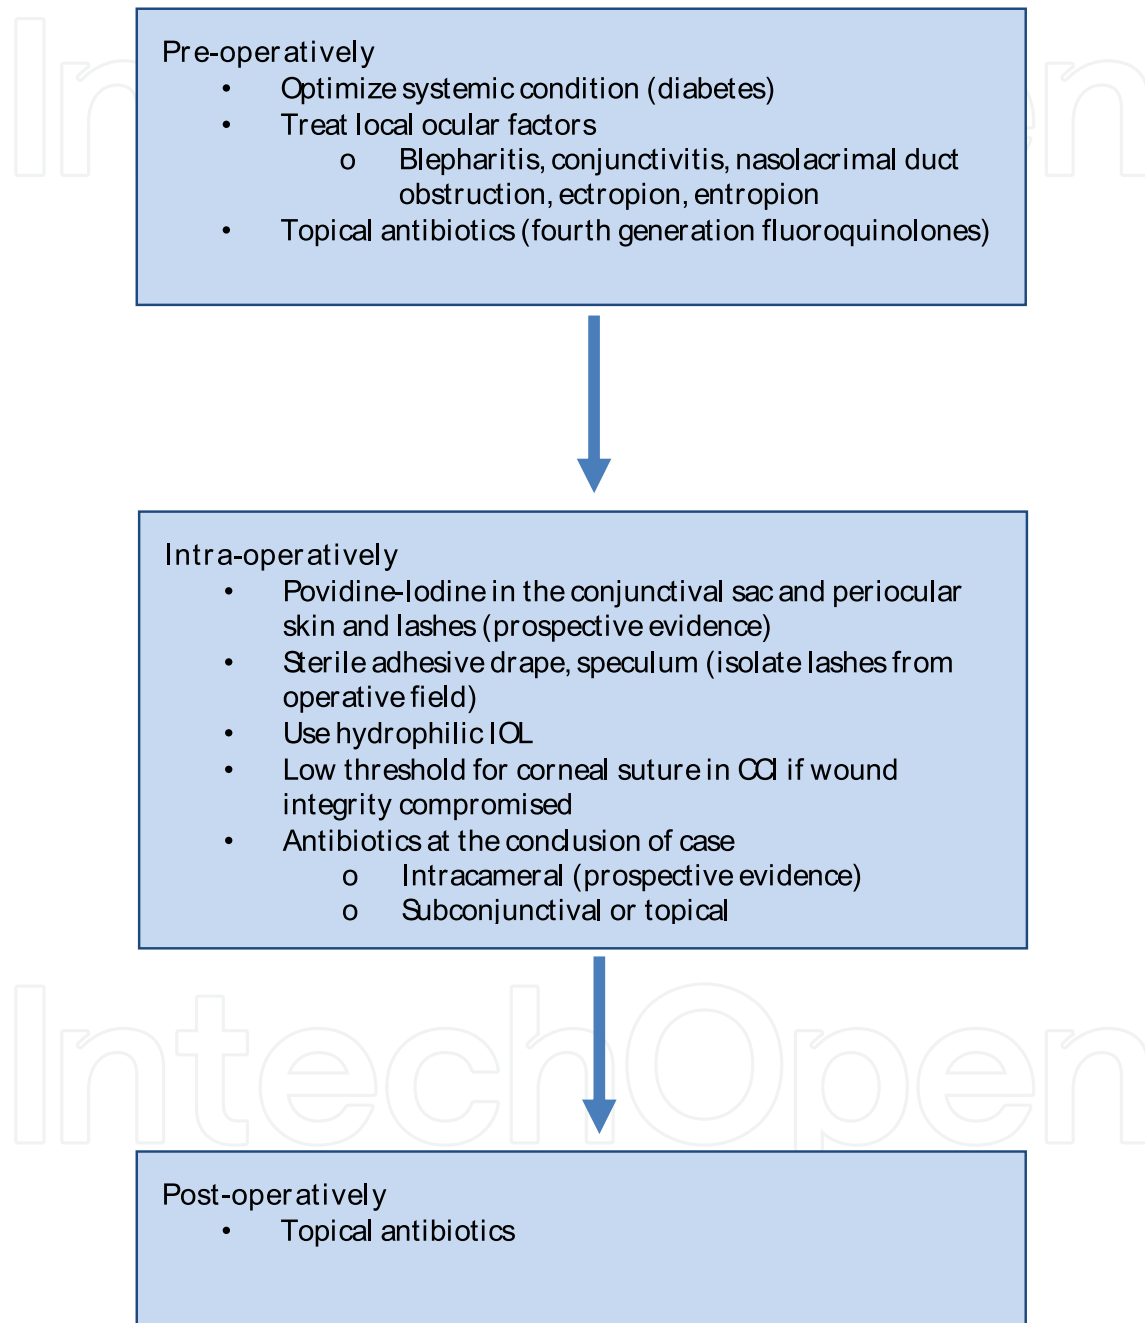 Pre-operatively
• Optimize systemic condition (diabetes)
• Treat local ocular factors
o Blepharitis, conjunctivitis, nasolacrimal duct
obstruction, ectropion, entropion
• Topical antibiotics (fourth generation fluoroquinolones)
Intra-operatively
• Povidine-Iodine in the conjunctival sac and periocular
skin and lashes (prospective evidence)
• Sterile adhesive drape, speculum (isolate lashes from
operative field)
• Use hydrophilic IOL
• Low threshold for corneal suture in CCI if wound
integrity compromised
• Antibiotics at the conclusion of case
o Intracameral (prospective evidence)
o Subconjunctival or topical
IntechOpen
Post-operatively
• Topical antibiotics